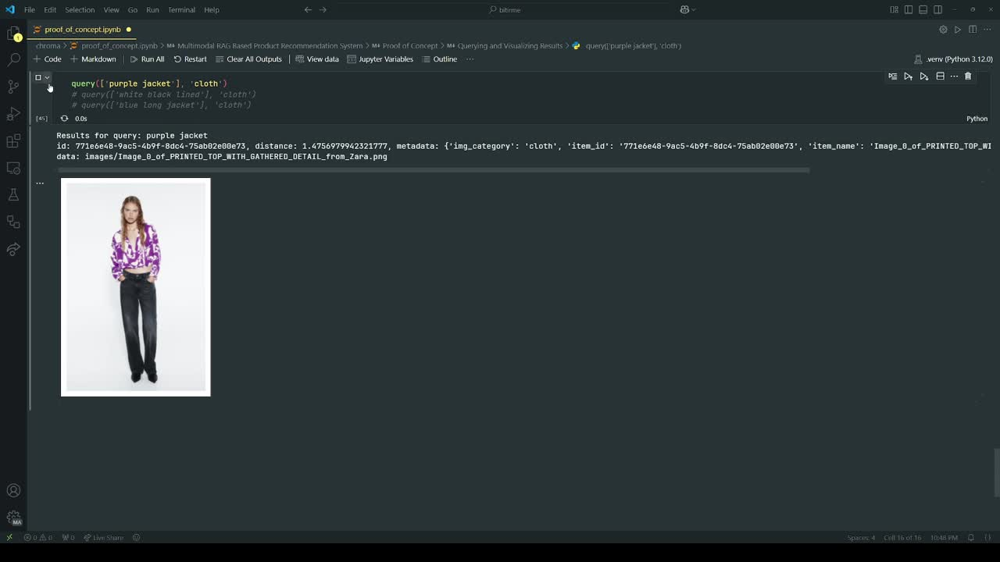 File Edit Selection View Go Run Terminal Help
bitirme
proof_of_concept.ipynb
1
chroma > proof_of_concept.ipynb > Multimodal RAG Based Product Recommendation System > Proof of Concept > Querying and Visualizing Results > query(['purple jacket'], 'cloth')
+ Code + Markdown Run All Restart Clear All Outputs View data Jupyter Variables Outline ...
.venv (Python 3.12.0)
query(['purple jacket'], 'cloth')
# query(['white black lined'], 'cloth')
# query(['blue long jacket'], 'cloth')
[45] 0.0s
Python
Results for query: purple jacket
id: 771e6e48-9ac5-4b9f-8dc4-75ab02e00e73, distance: 1.4756979942321777, metadata: {'img_category': 'cloth', 'item_id': '771e6e48-9ac5-4b9f-8dc4-75ab02e00e73', 'item_name': 'Image_0_of_PRINTED_TOP_WI
data: images/Image_0_of_PRINTED_TOP_WITH_GATHERED_DETAIL_from_Zara.png
...
MA
0 0 0 Live Share
Spaces: 4 Cell 16 of 16 10:48 PM